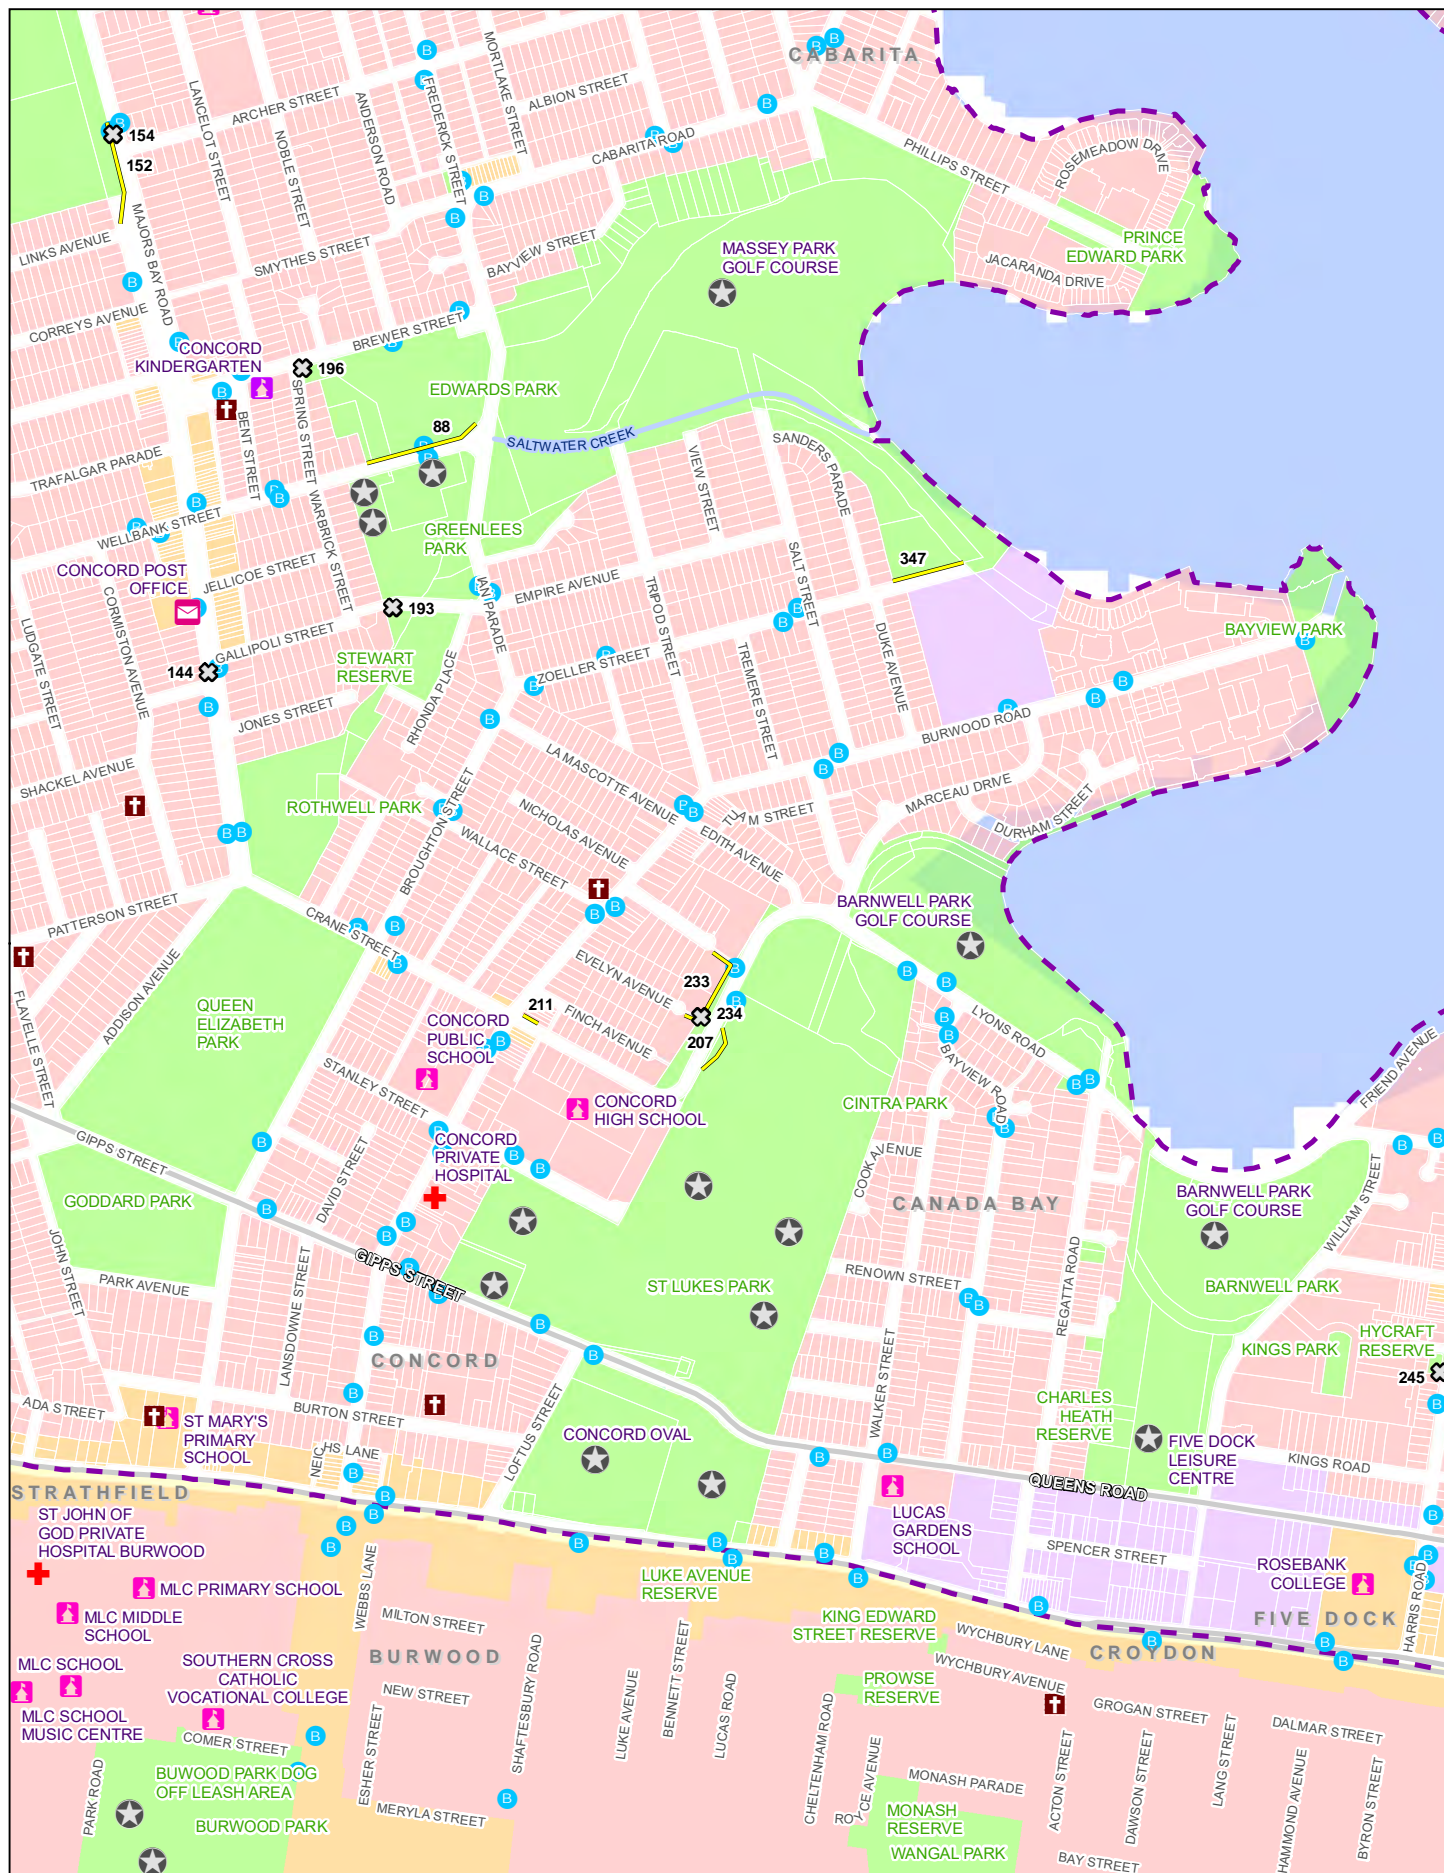 CABARITA
MORTLAKE STREET
LANCELOT STREET
ARCHER STREET
ANDERSON ROAD
FREDERICK STREET
ALBION STREET
CABARITA ROAD
NOBLE STREET
154
152
PHILLIPS STREET
ROSEMEADOW DRIVE
LINKS AVENUE
MAJORS BAY ROAD
SMYTHES STREET
BAYVIEW STREET
MASSEY PARK
GOLF COURSE
PRINCE
EDWARD PARK
JACARANDA DRIVE
CORREYS AVENUE
BREWER STREET
CONCORD
KINDERGARTEN
196
EDWARDS PARK
88
SALTWATER CREEK
SPRING STREET
BENT STREET
VIEW STREET
SANDERS PARADE
TRAFALGAR PARADE
WELLBANK STREET
WARBRICK STREET
GREENLEES
PARK
347
CONCORD POST
OFFICE
JELLICOE STREET
IAN PARADE
EMPIRE AVENUE
TRIPOD STREET
SALT STREET
DUKE AVENUE
193
CORMISTON AVENUE
LUDGATE STREET
GALLIPOLI STREET
144
STEWART
RESERVE
RHONDA PLACE
ZOELLER STREET
TREMERE STREET
BAYVIEW PARK
BURWOOD ROAD
JONES STREET
SHACKEL AVENUE
ROTHWELL PARK
BROUGHTON STREET
LA MASCOTTE AVENUE
NICHOLAS AVENUE
WALLACE STREET
EDITH AVENUE
TUAM STREET
MARCEAU DRIVE
DURHAM STREET
PATTERSON STREET
CRANE STREET
BARNWELL PARK
GOLF COURSE
ADDISON AVENUE
FLAVELLE STREET
QUEEN
ELIZABETH
PARK
EVELYN AVENUE
FINCH AVENUE
233
234
207
211
CONCORD
PUBLIC
SCHOOL
LYONS ROAD
BAYVIEW ROAD
FRIEND AVENUE
STANLEY STREET
CONCORD
HIGH SCHOOL
CINTRA PARK
GIPPS STREET
DAVID STREET
CONCORD
PRIVATE
HOSPITAL
COOK AVENUE
CANADA BAY
BARNWELL PARK
GOLF COURSE
WILLIAM STREET
GODDARD PARK
JOHN STREET
PARK AVENUE
LANSDOWNE STREET
GIPPS STREET
ST LUKES PARK
RENOWN STREET
REGATTA ROAD
BARNWELL PARK
KINGS PARK
HYCRAFT
RESERVE
245
CONCORD
ADA STREET
BURTON STREET
LOFTUS STREET
WALKER STREET
CHARLES
HEATH
RESERVE
ST MARY'S
PRIMARY
SCHOOL
CONCORD OVAL
FIVE DOCK
LEISURE
CENTRE
KINGS ROAD
QUEENS ROAD
STRATHFIELD
ST JOHN OF
GOD PRIVATE
HOSPITAL BURWOOD
LUCAS
GARDENS
SCHOOL
SPENCER STREET
ROSEBANK
COLLEGE
LUKE AVENUE
RESERVE
WEBBS LANE
MLC PRIMARY SCHOOL
MLC MIDDLE
SCHOOL
MILTON STREET
BURWOOD
KING EDWARD
STREET RESERVE
WYCHBURY LANE
WYCHBURY AVENUE
CROYDON
FIVE DOCK
HARRIS ROAD
MLC SCHOOL
MLC SCHOOL
MUSIC CENTRE
SOUTHERN CROSS
CATHOLIC
VOCATIONAL COLLEGE
NEW STREET
SHAFTESBURY ROAD
LUKE AVENUE
BENNETT STREET
LUCAS ROAD
PROWSE
RESERVE
GROGAN STREET
DALMAR STREET
COMER STREET
PARK ROAD
BUWOOD PARK DOG
OFF LEASH AREA
BURWOOD PARK
ESHER STREET
MERYLA STREET
CHELTENHAM ROAD
MONASH PARADE
MONASH
RESERVE
WANGAL PARK
ACTON STREET
DAWSON STREET
LANG STREET
HAMMOND AVENUE
BYRON STREET
BAY STREET